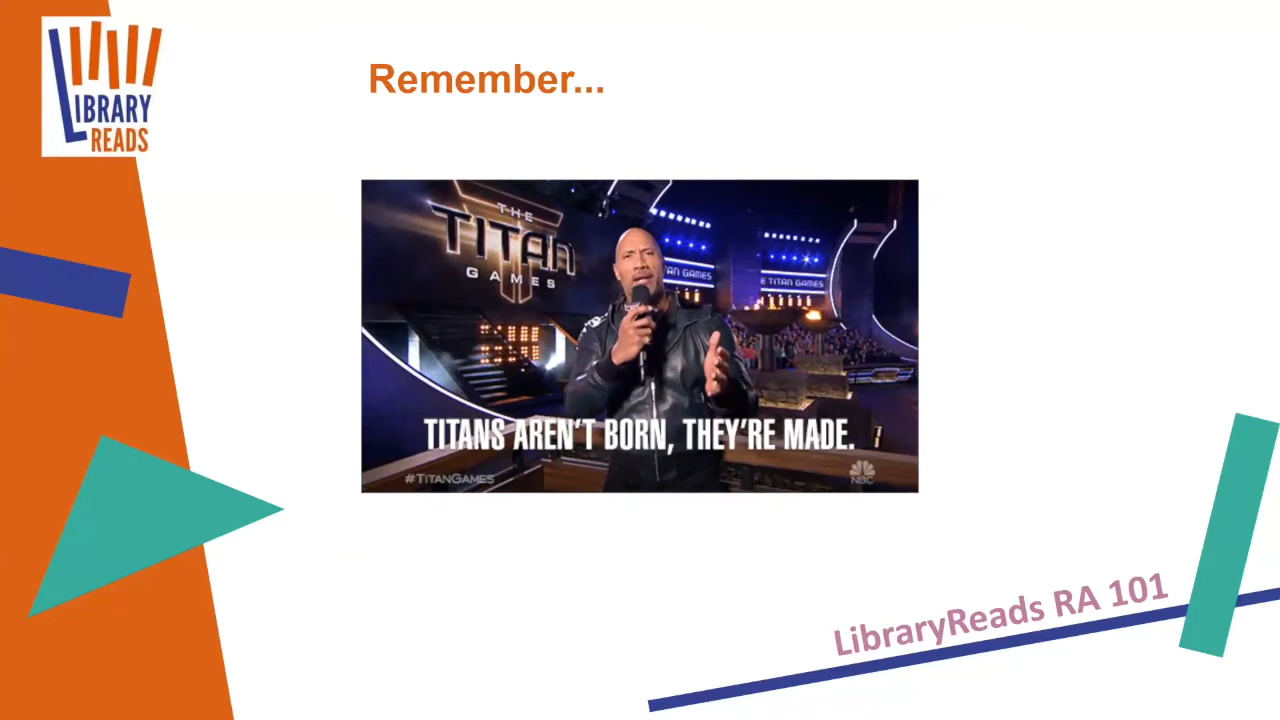 LIBRARY
READS
Remember...
THE
TITAN
GAMES
TAN GAMES
E TITAN GAMES
TITANS AREN'T BORN, THEY'RE MADE.
#TITANGAMES
NBC
LibraryReads RA 101